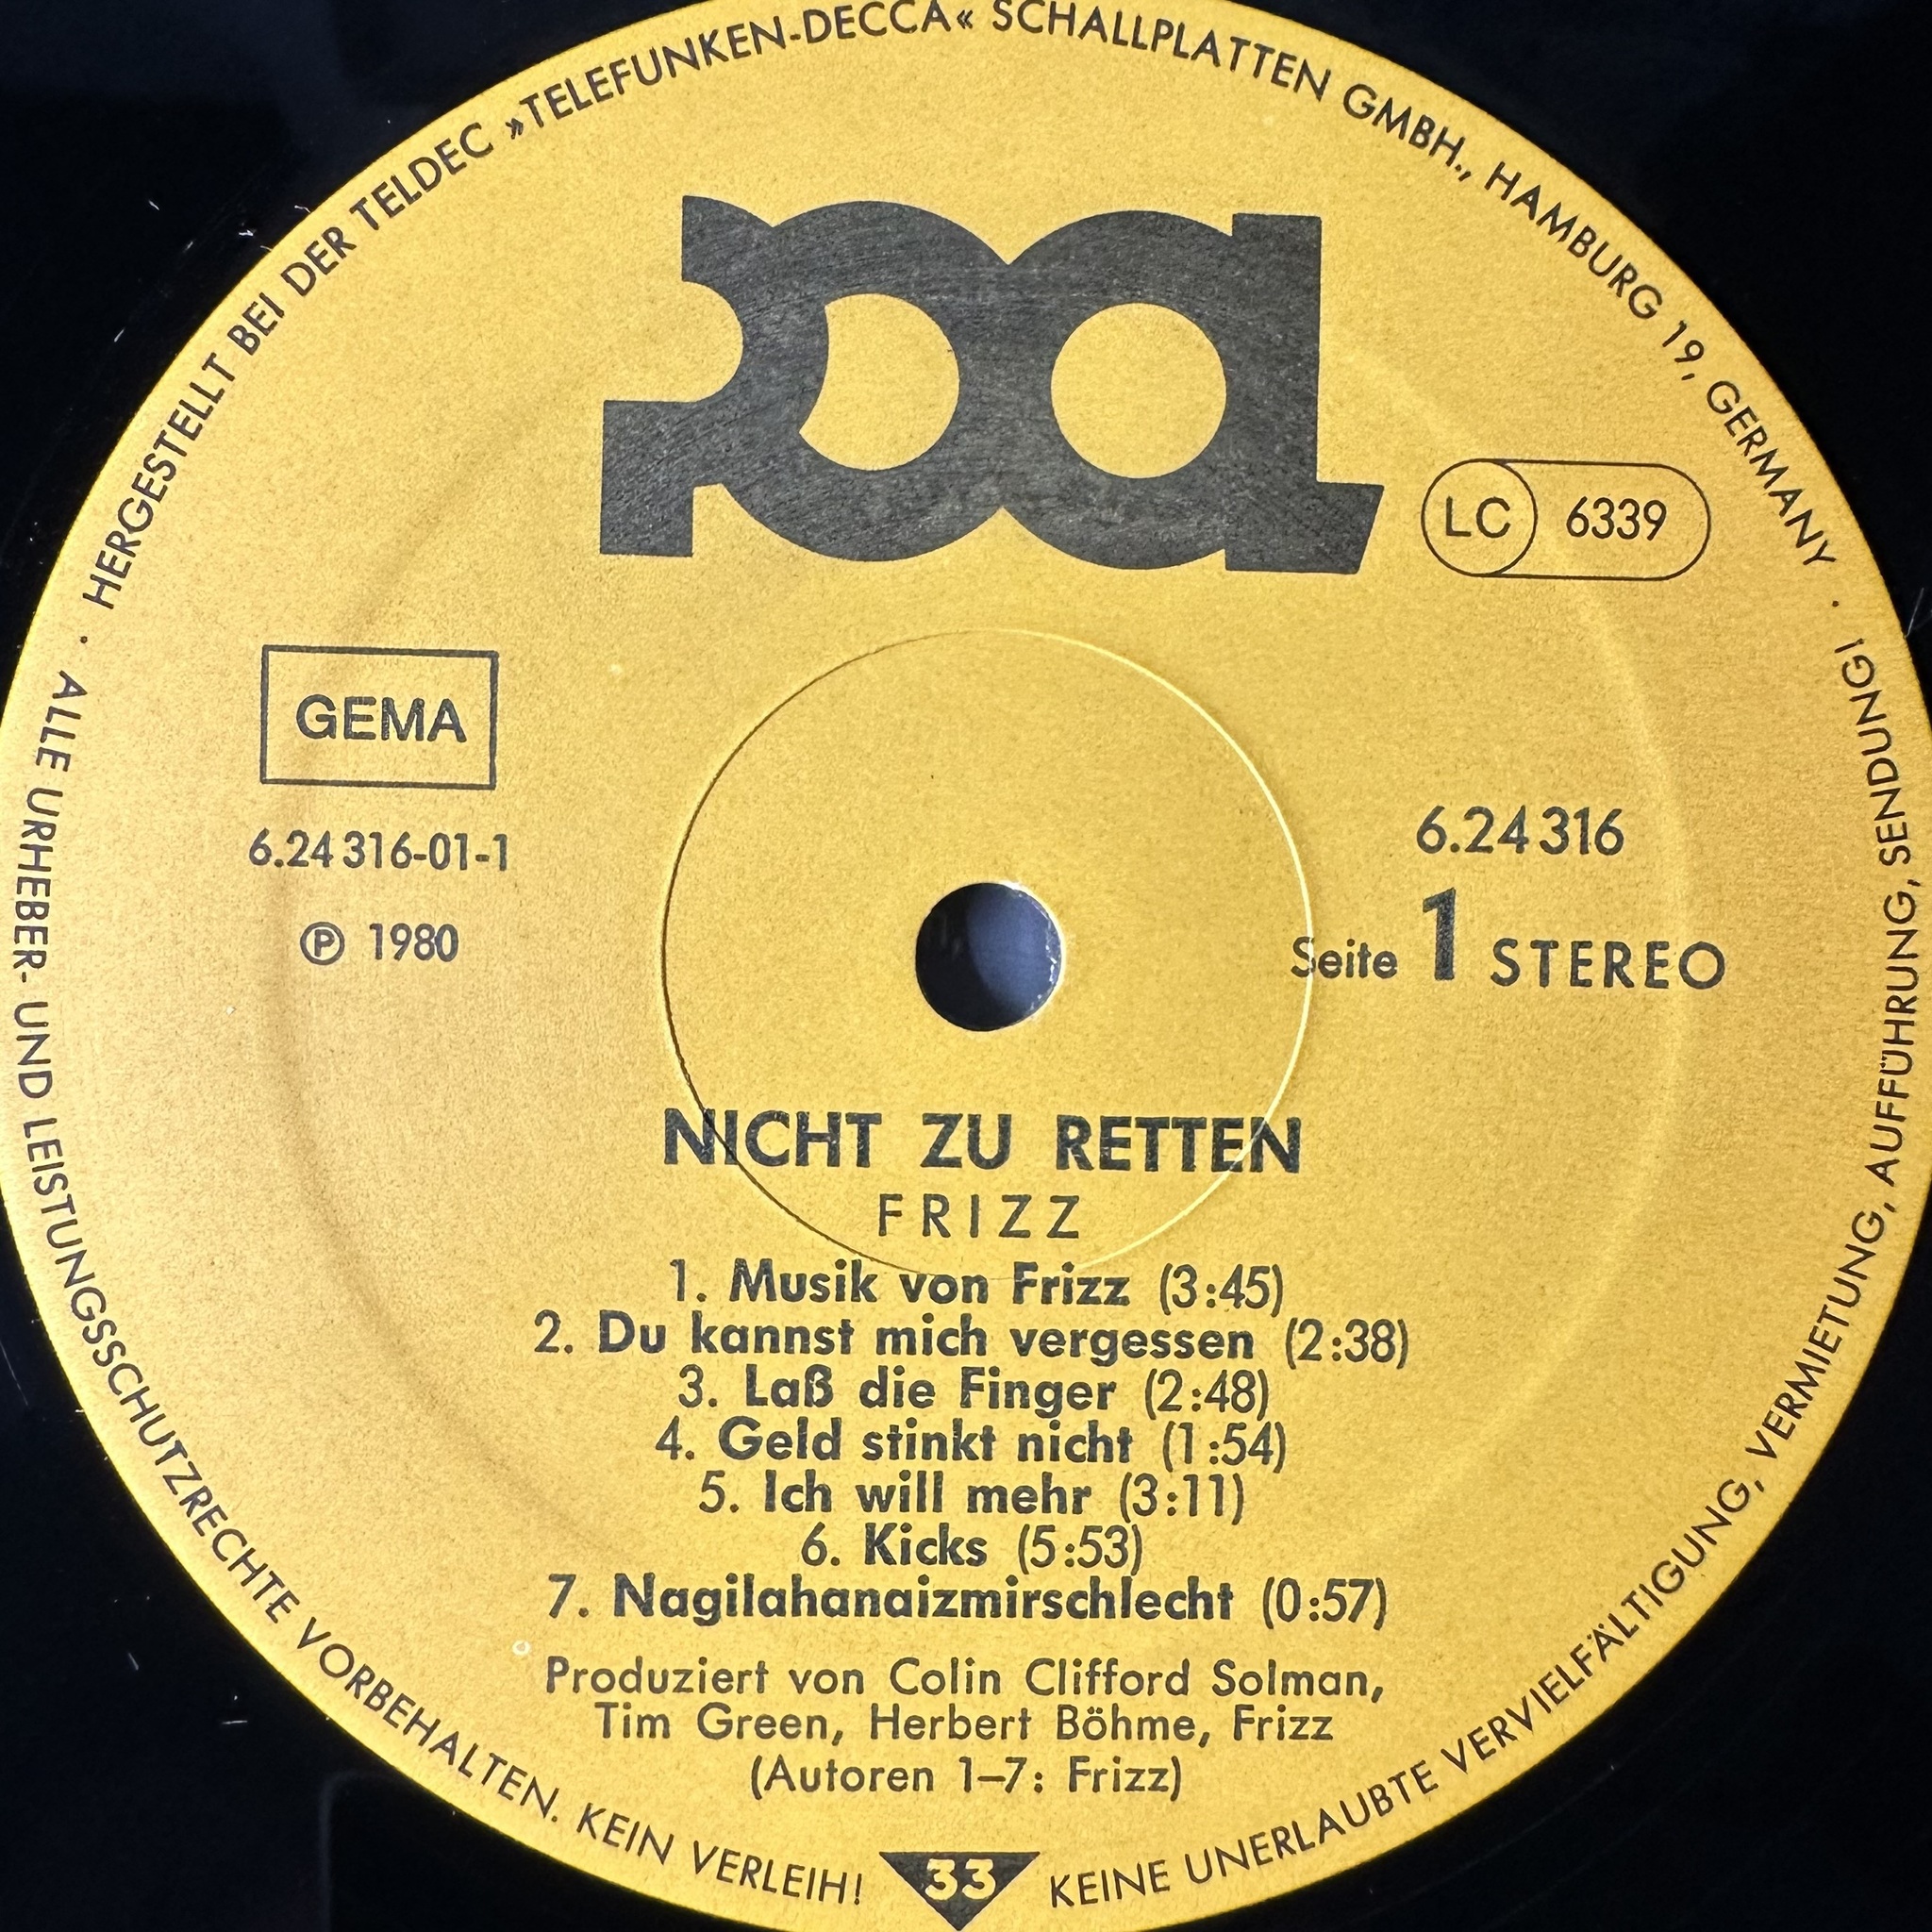 HERGESTELLT BEI DER TELDEC »TELEFUNKEN-DECCA« SCHALLPLATTEN GMBH., HAMBURG 19, GERMANY ·
pool
LC 6339
GEMA
6.24316-01-1
℗ 1980
6.24316
Seite 1 STEREO
NICHT ZU RETTEN
FRIZZ
1. Musik von Frizz (3:45)
2. Du kannst mich vergessen (2:38)
3. Laß die Finger (2:48)
4. Geld stinkt nicht (1:54)
5. Ich will mehr (3:11)
6. Kicks (5:53)
7. Nagilahanaizmirschlecht (0:57)
Produziert von Colin Clifford Solman,
Tim Green, Herbert Böhme, Frizz
(Autoren 1–7: Frizz)
33
· ALLE URHEBER- UND LEISTUNGSSCHUTZRECHTE VORBEHALTEN. KEIN VERLEIH! KEINE UNERLAUBTE VERVIELFÄLTIGUNG, VERMIETUNG, AUFFÜHRUNG, SENDUNG!